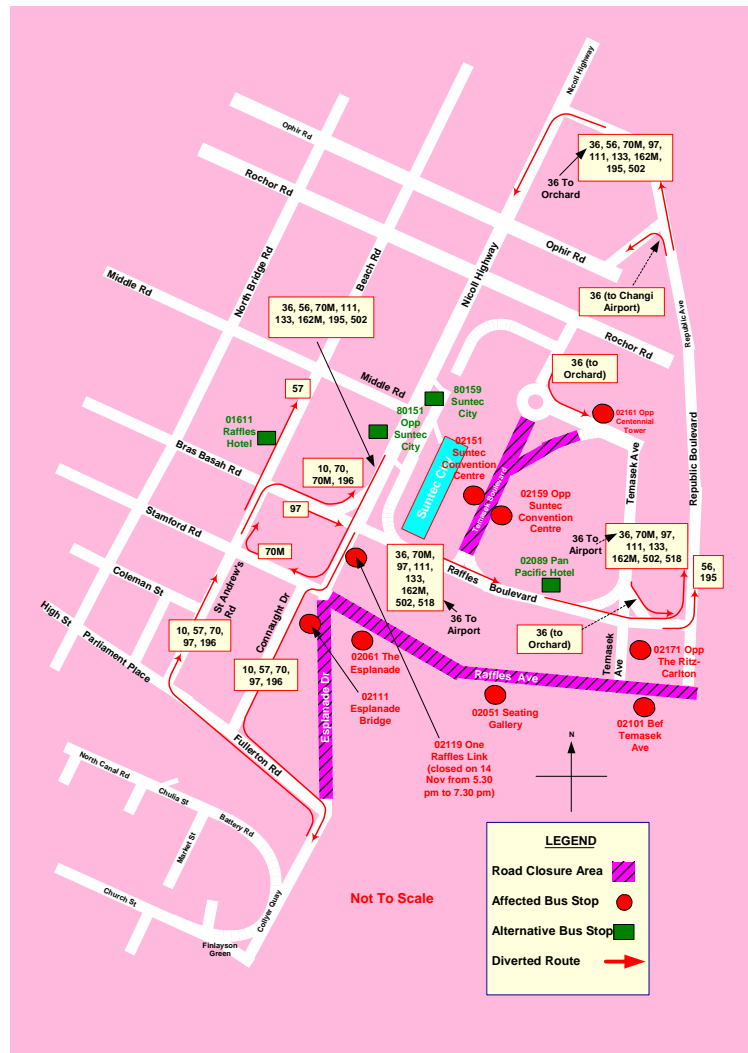 Nicoll Highway
Ophir Rd
36, 56, 70M, 97,
111, 133, 162M,
195, 502
Rochor Rd
36 To
Orchard
North Bridge Rd
Beach Rd
Nicoll Highway
Ophir Rd
Middle Rd
36 (to Changi
Airport)
Republic Ave
36, 56, 70M, 111,
133, 162M, 195, 502
Rochor Rd
36 (to
Orchard)
Middle Rd
57
80159
Suntec
City
01611
Raffles
Hotel
80151
Opp
Suntec
City
02161 Opp
Centennial
Tower
Bras Basah Rd
02151
Suntec
Convention
Centre
Suntec City
Temasek Boulevard
Temasek Ave
Republic Boulevard
10, 70,
70M, 196
97
02159 Opp
Suntec
Convention
Centre
Stamford Rd
70M
36 To
Airport
36, 70M, 97,
111, 133,
162M, 502, 518
56,
195
36, 70M,
97, 111,
133,
162M,
502, 518
Raffles Boulevard
02089 Pan
Pacific Hotel
Coleman St
St Andrew's
Rd
Connaught Dr
36 To
Airport
36 (to
Orchard)
High St
Parliament Place
10, 57, 70,
97, 196
10, 57, 70,
97, 196
02061 The
Esplanade
02111
Esplanade
Bridge
Esplanade Dr
Raffles Ave
Temasek
Ave
02171 Opp
The Ritz-
Carlton
02051 Seating
Gallery
02101 Bef
Temasek
Ave
Fullerton Rd
02119 One
Raffles Link
(closed on 14
Nov from 5.30
pm to 7.30 pm)
N
North Canal Rd
Chulia St
Battery Rd
Market St
Church St
Collyer Quay
Finlayson
Green
Not To Scale
LEGEND
Road Closure Area
Affected Bus Stop
Alternative Bus Stop
Diverted Route